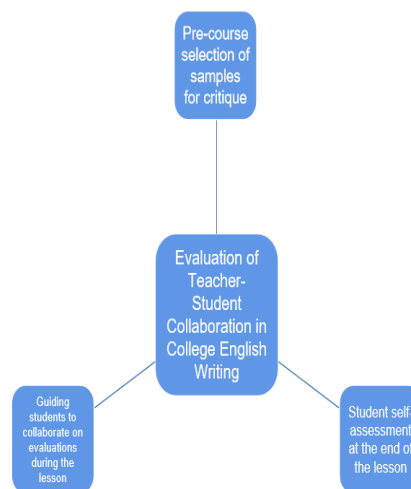 Pre-course
selection of
samples
for critique
Evaluation of
Teacher-
Student
Collaboration in
College English
Writing
Guiding
students to
collaborate on
evaluations
during the
lesson
Student self-
assessment
at the end of
the lesson